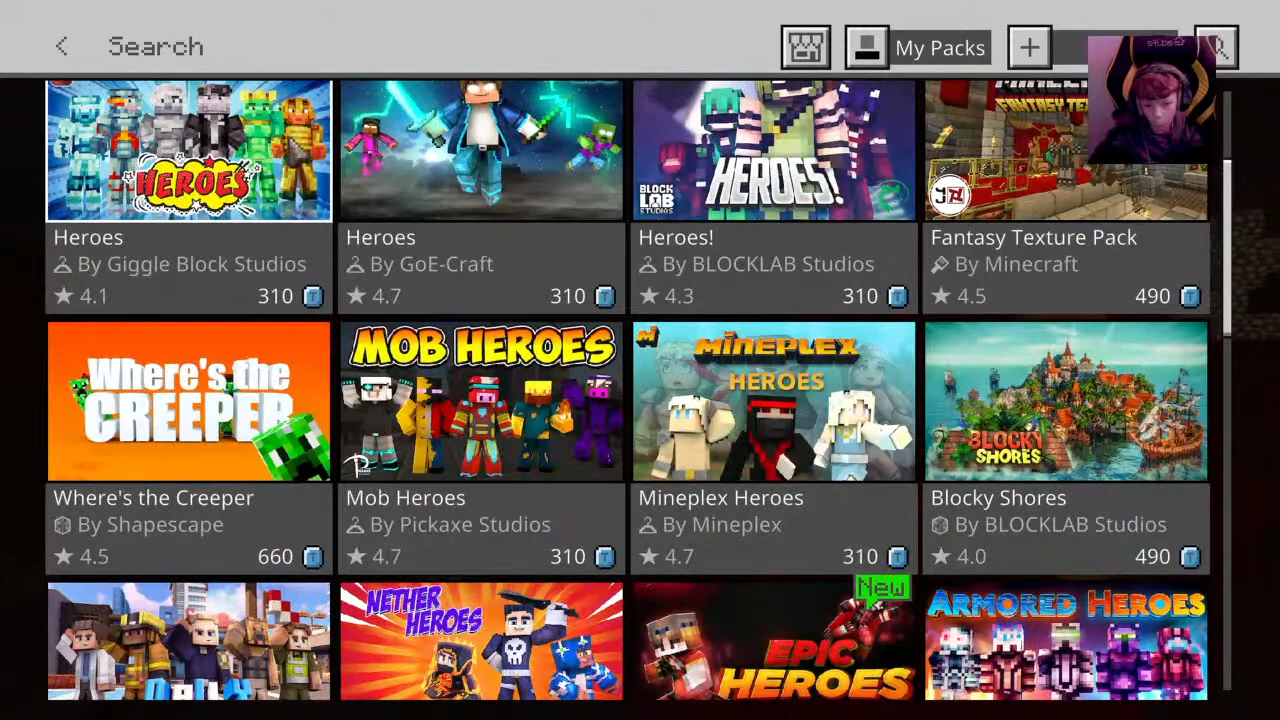 Search
My Packs
HEROES
BLOCK LAB STUDIOS
HEROES!
FANTASY
Heroes
By Giggle Block Studios
4.1
310
Heroes
By GoE-Craft
4.7
310
Heroes!
By BLOCKLAB Studios
4.3
310
Fantasy Texture Pack
By Minecraft
4.5
490
Where's the
CREEPER
MOB HEROES
MINEPLEX
HEROES
BLOCKY
SHORES
Where's the Creeper
By Shapescape
4.5
660
Mob Heroes
By Pickaxe Studios
4.7
310
Mineplex Heroes
By Mineplex
4.7
310
Blocky Shores
By BLOCKLAB Studios
4.0
490
NETHER
HEROES
New
EPIC
HEROES
ARMORED HEROES